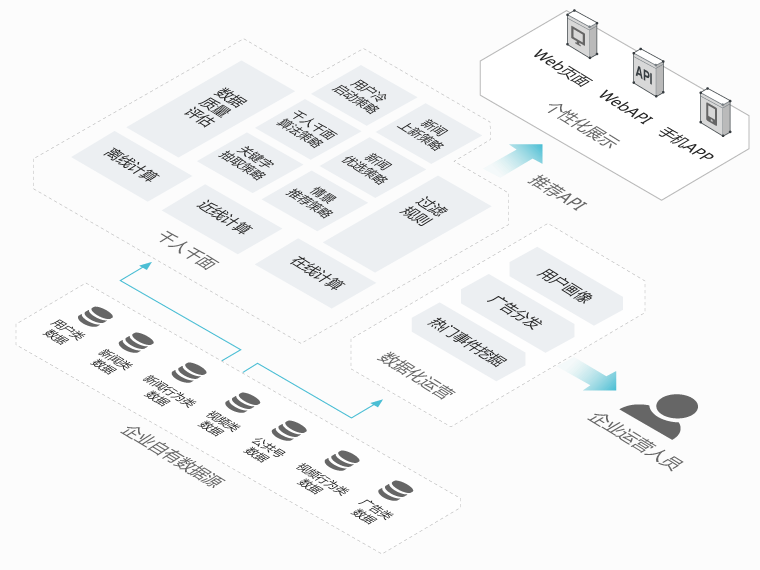 Web页面
API
WebAPI
手机APP
个性化展示
推荐API
数据
质量
评估
用户冷
启动策略
新闻
上新策略
千人千面
算法策略
新闻
优选策略
关键字
抽取策略
情景
推荐策略
过滤
规则
离线计算
近线计算
在线计算
千人千面
用户画像
广告分发
热门事件挖掘
数据化运营
企业运营人员
用户类
数据
新闻类
数据
新闻行为类
数据
视频类
数据
公共号
数据
视频行为类
数据
广告类
数据
企业自有数据源